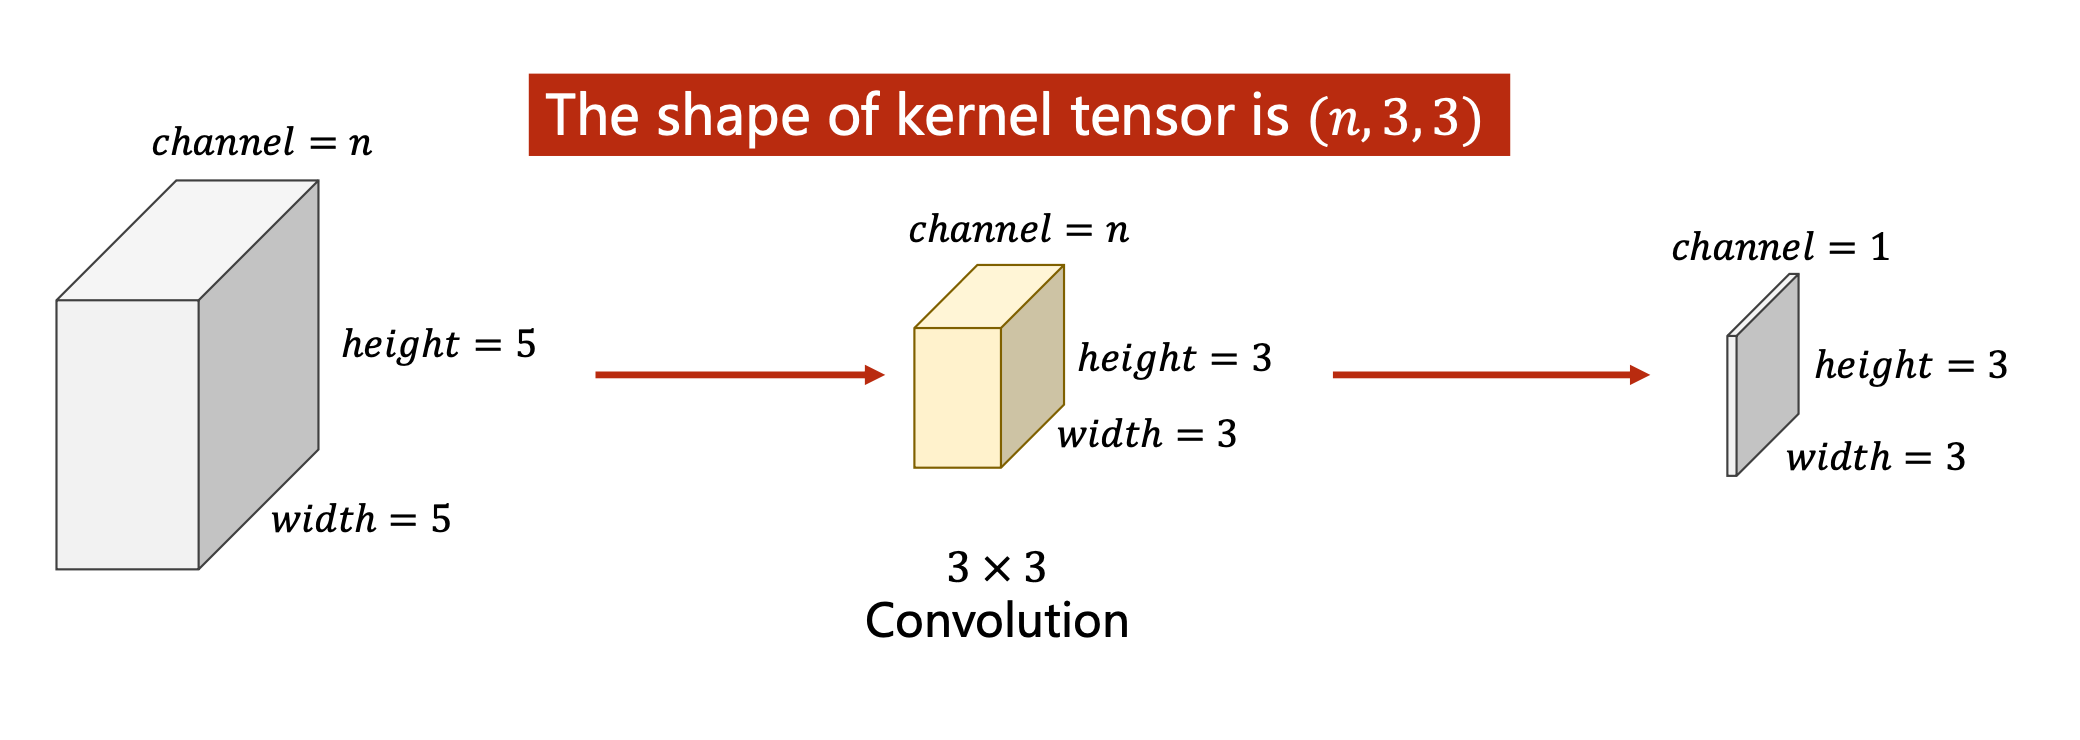 The shape of kernel tensor is (n, 3, 3)
channel = n
height = 5
width = 5
channel = n
height = 3
width = 3
3 × 3
Convolution
channel = 1
height = 3
width = 3